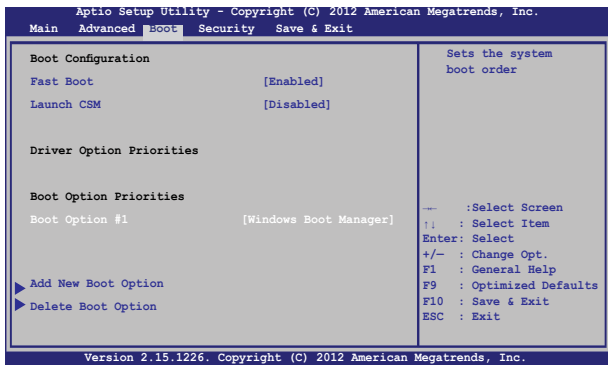 Aptio Setup Utility - Copyright (C) 2012 American Megatrends, Inc.
Main Advanced Boot Security Save & Exit
Boot Configuration
Fast Boot [Enabled]
Launch CSM [Disabled]
Driver Option Priorities
Boot Option Priorities
Boot Option #1 [Windows Boot Manager]
Add New Boot Option
Delete Boot Option
Sets the system
boot order
→← :Select Screen
↑↓ : Select Item
Enter: Select
+/— : Change Opt.
F1 : General Help
F9 : Optimized Defaults
F10 : Save & Exit
ESC : Exit
Version 2.15.1226. Copyright (C) 2012 American Megatrends, Inc.